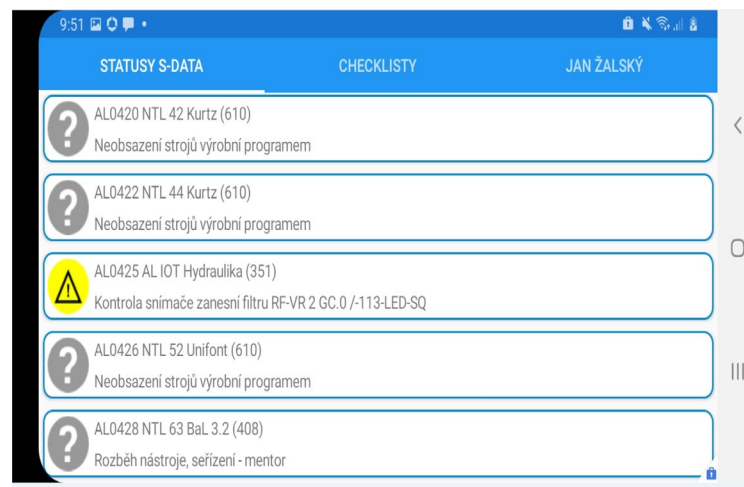 9:51
STATUSY S-DATA CHECKLISTY JAN ŽALSKÝ
AL0420 NTL 42 Kurtz (610)
Neobsazení strojů výrobní programem
AL0422 NTL 44 Kurtz (610)
Neobsazení strojů výrobní programem
AL0425 AL IOT Hydraulika (351)
Kontrola snímače zanesní filtru RF-VR 2 GC.0 /-113-LED-SQ
AL0426 NTL 52 Unifont (610)
Neobsazení strojů výrobní programem
AL0428 NTL 63 BaL 3.2 (408)
Rozběh nástroje, seřízení - mentor